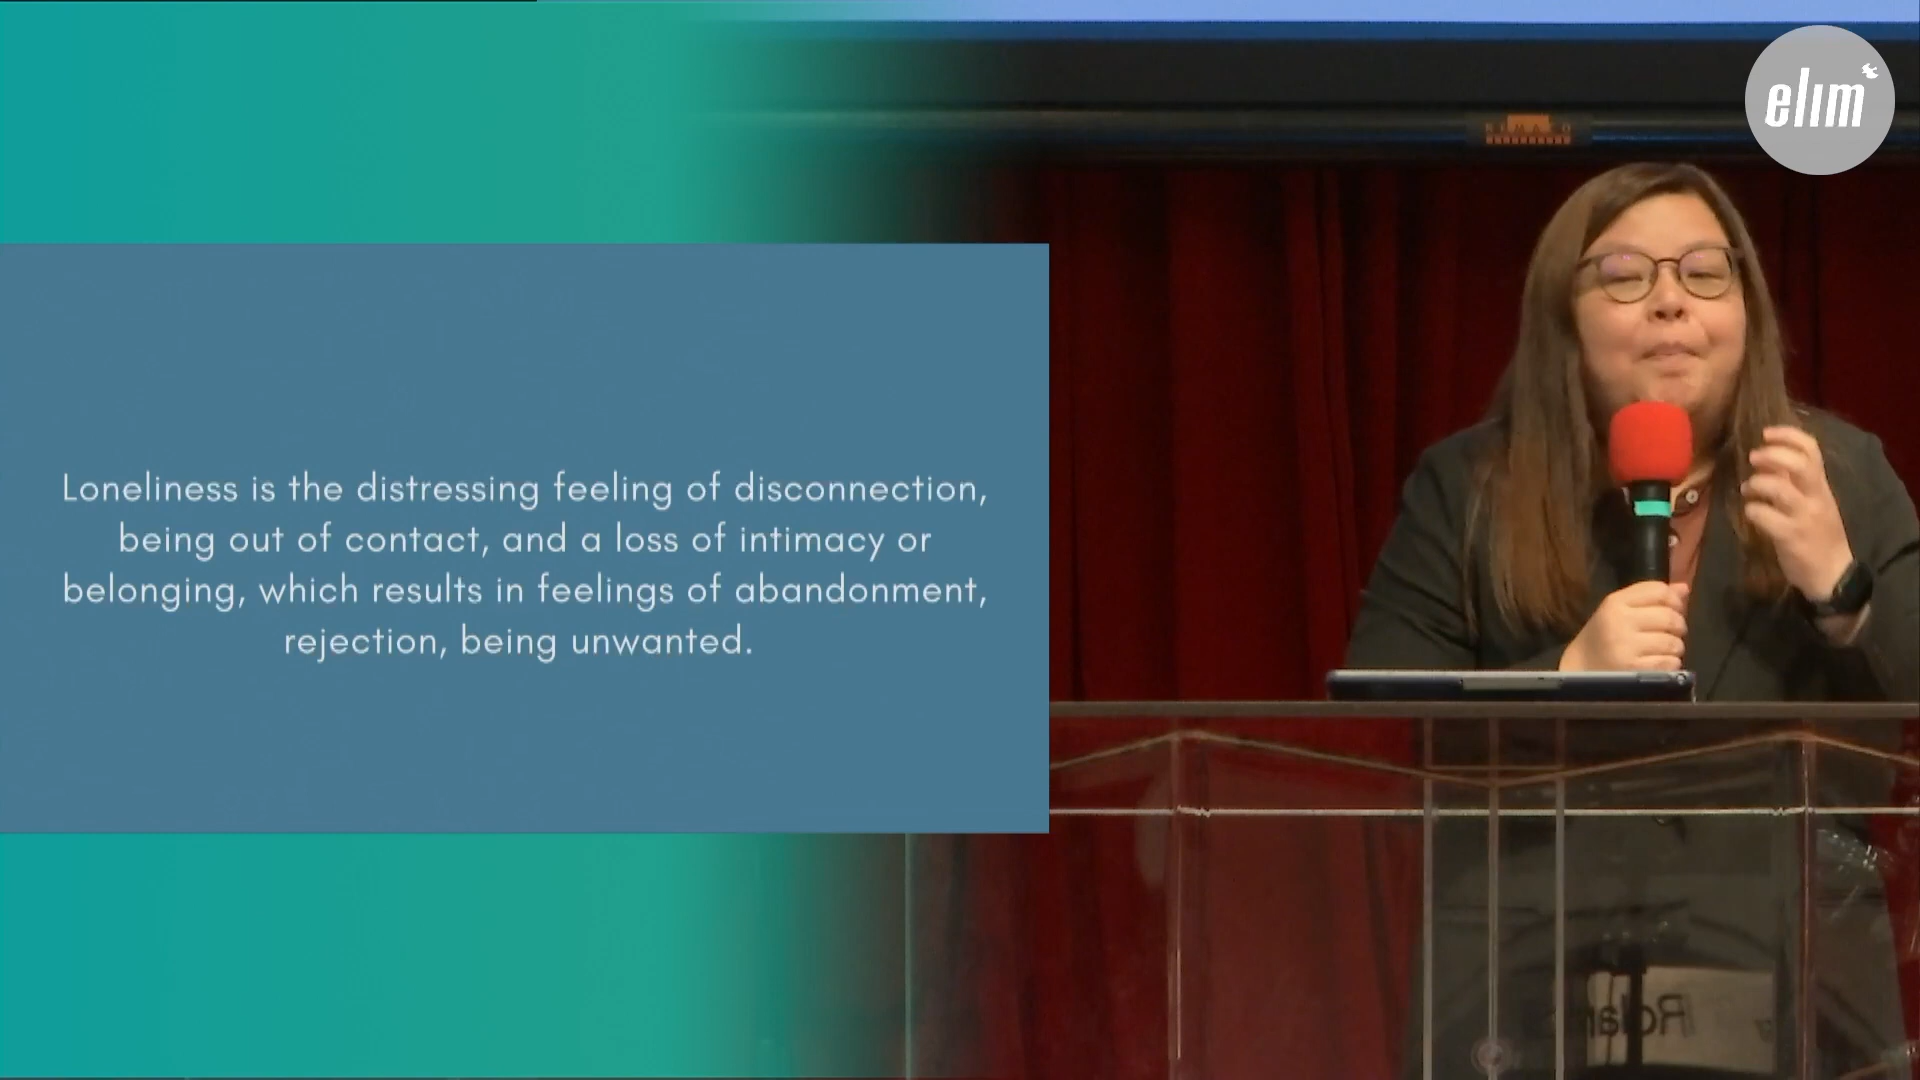 elim
Loneliness is the distressing feeling of disconnection,
being out of contact, and a loss of intimacy or
belonging, which results in feelings of abandonment,
rejection, being unwanted.